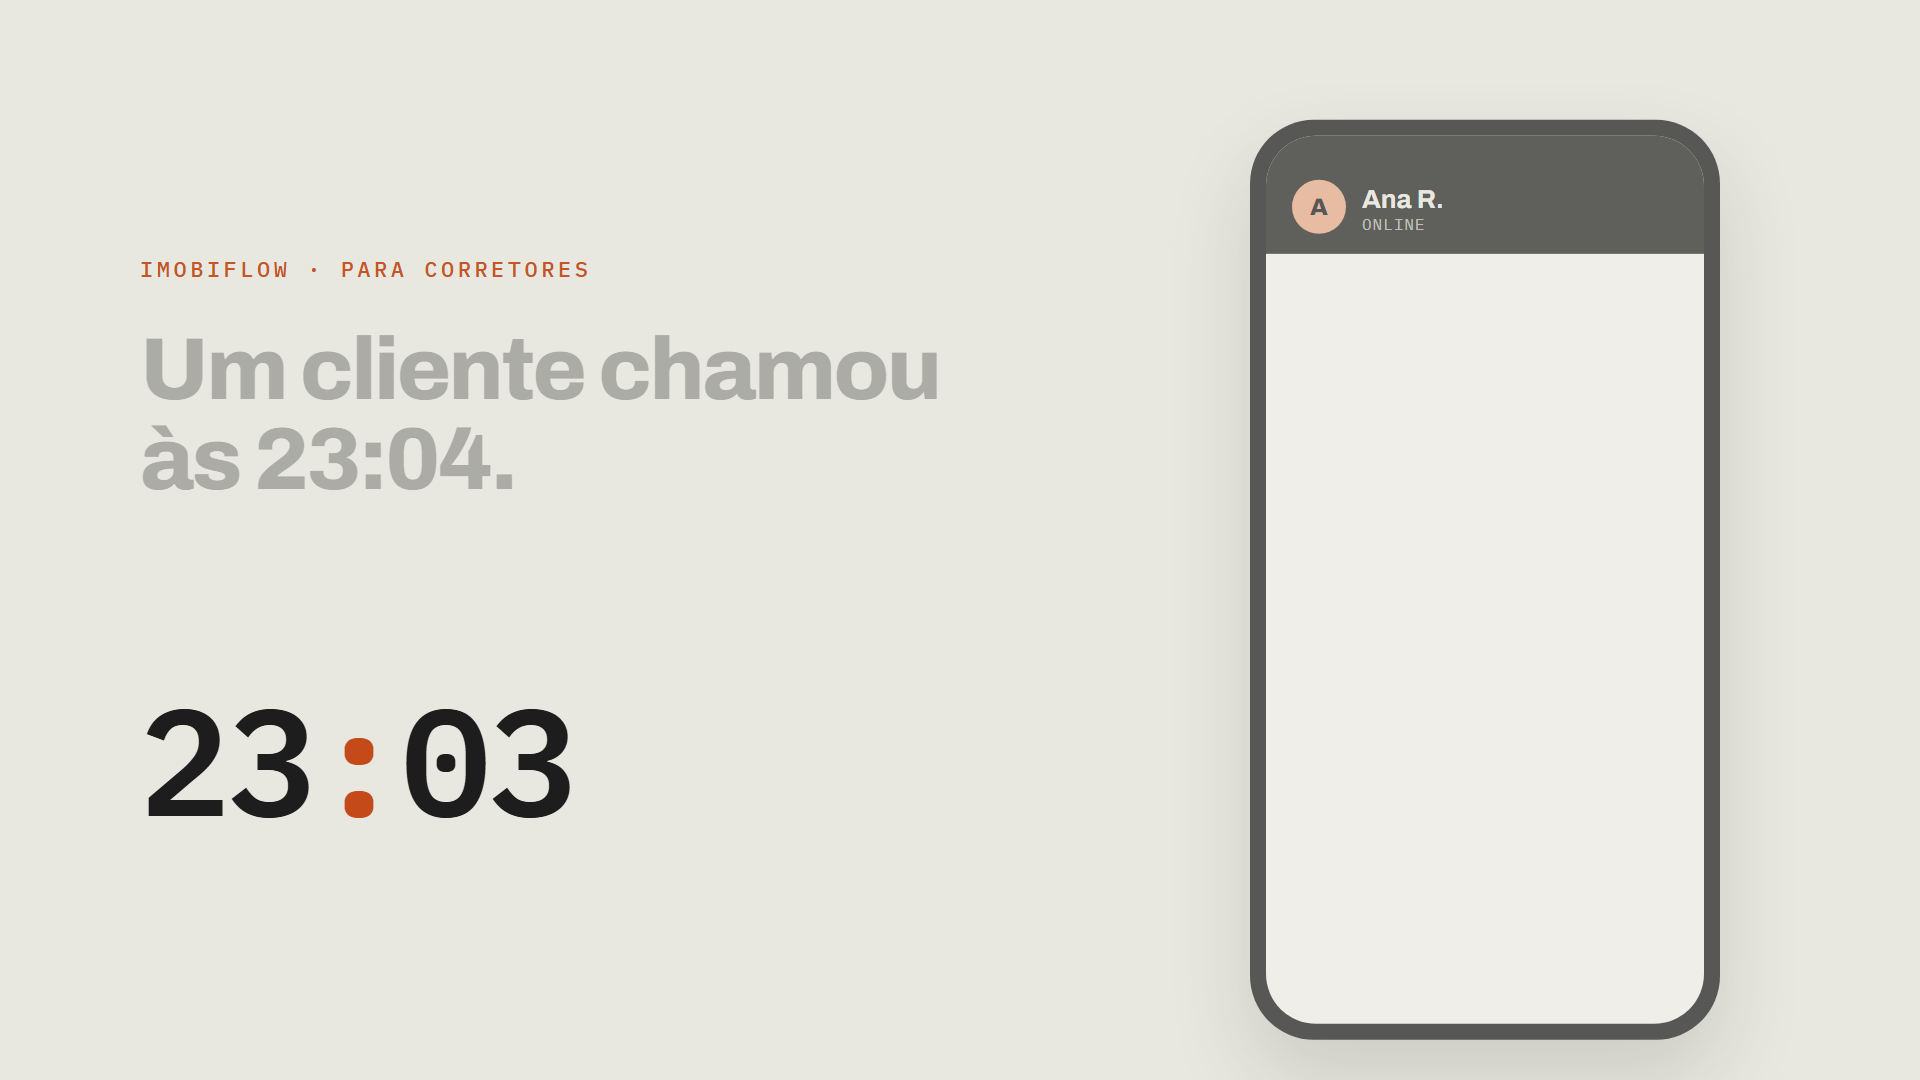 IMOBIFLOW · PARA CORRETORES
Um cliente chamou
às 23:04.
23:03
A
Ana R.
ONLINE